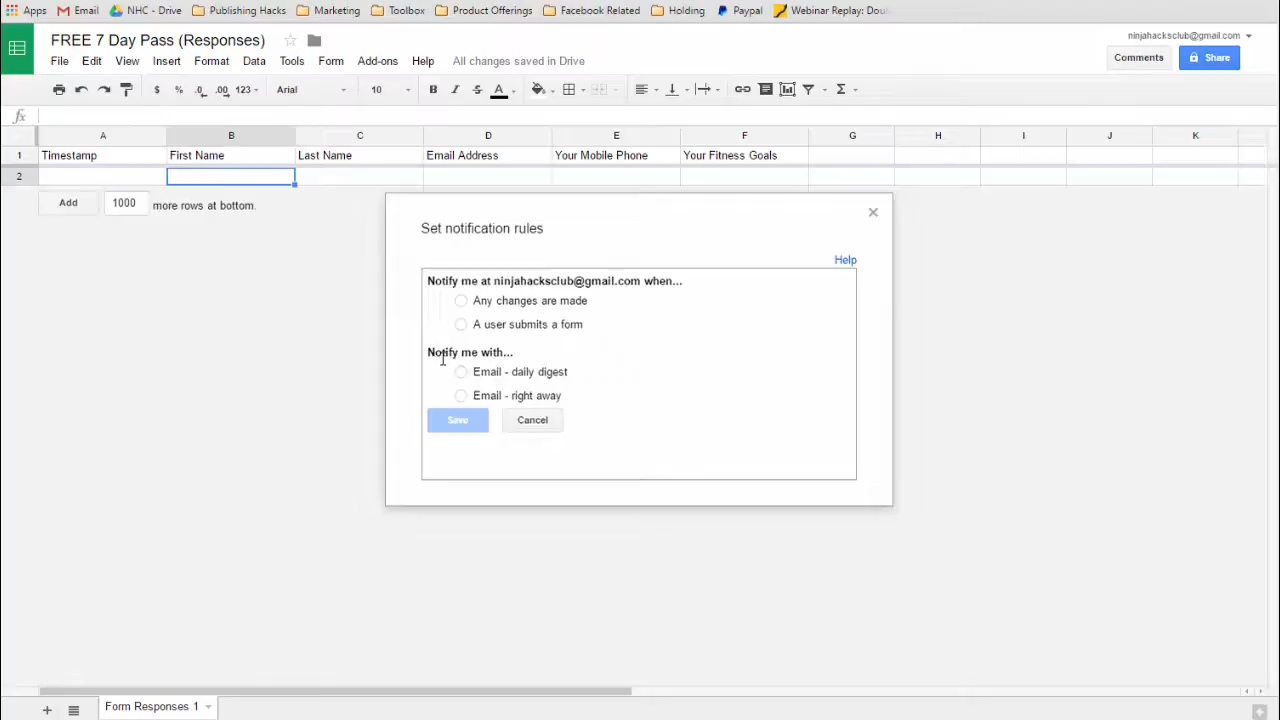 Apps Email NHC - Drive Publishing Hacks Marketing Toolbox Product Offerings Facebook Related Holding Paypal Webinar Replay: Dou
FREE 7 Day Pass (Responses) ninjahacksclub@gmail.com
File Edit View Insert Format Data Tools Form Add-ons Help All changes saved in Drive Comments Share
$ % .0 .00 123 Arial 10 B I S A Σ
fx
A B C D E F G H I J K
1 Timestamp First Name Last Name Email Address Your Mobile Phone Your Fitness Goals
2
Add 1000 more rows at bottom.
Set notification rules
Help
Notify me at ninjahacksclub@gmail.com when...
Any changes are made
A user submits a form
Notify me with...
Email - daily digest
Email - right away
Save Cancel
Form Responses 1